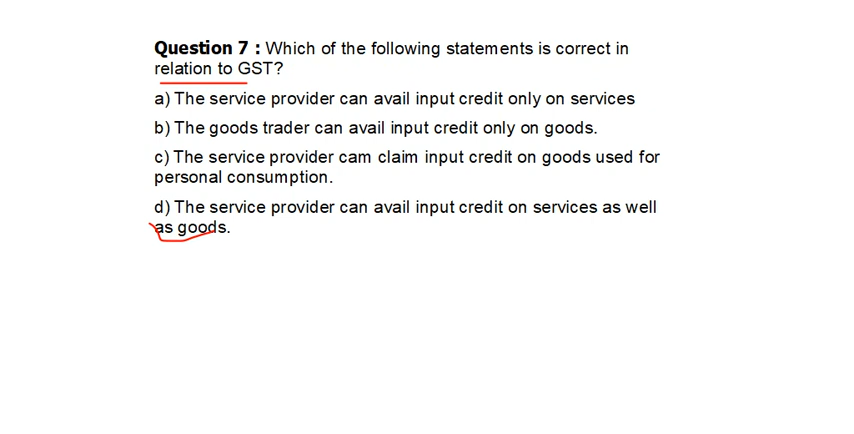 Question 7 : Which of the following statements is correct in
relation to GST?
a) The service provider can avail input credit only on services
b) The goods trader can avail input credit only on goods.
c) The service provider cam claim input credit on goods used for
personal consumption.
d) The service provider can avail input credit on services as well
as goods.